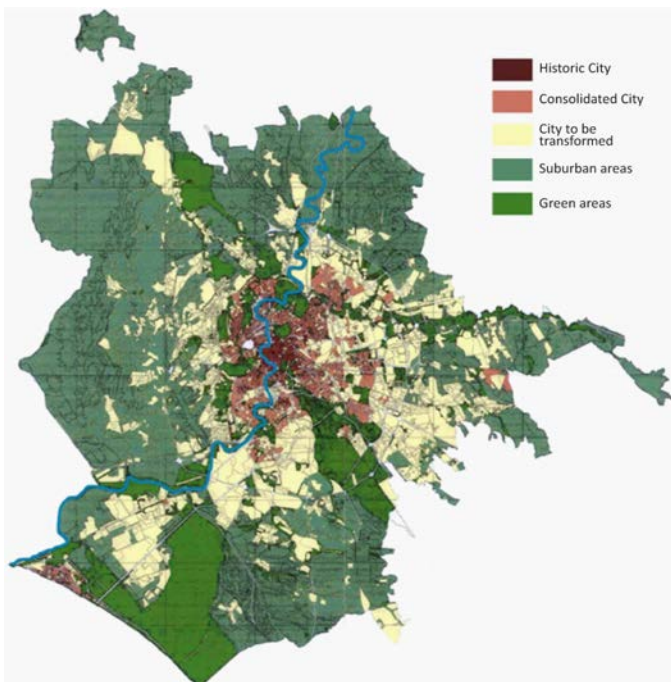 Historic City
Consolidated City
City to be
transformed
Suburban areas
Green areas